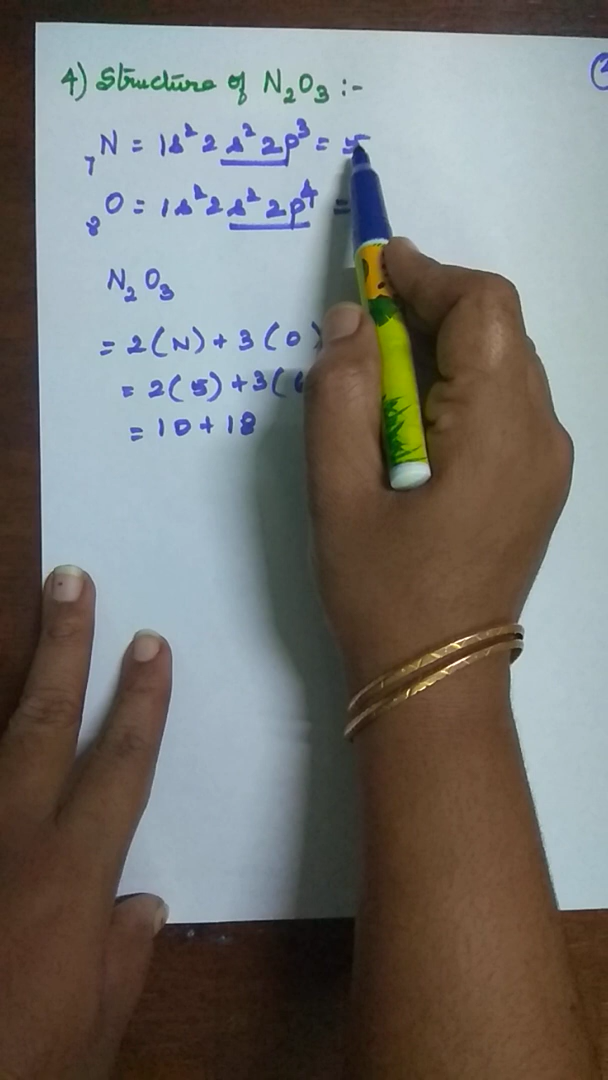 4) Structure of N₂O₃ :-
₇N = 1s² 2s² 2p³ = 5
₈O = 1s² 2s² 2p⁴ =
N₂O₃
= 2(N) + 3(O)
= 2(5) + 3(6
= 10 + 18